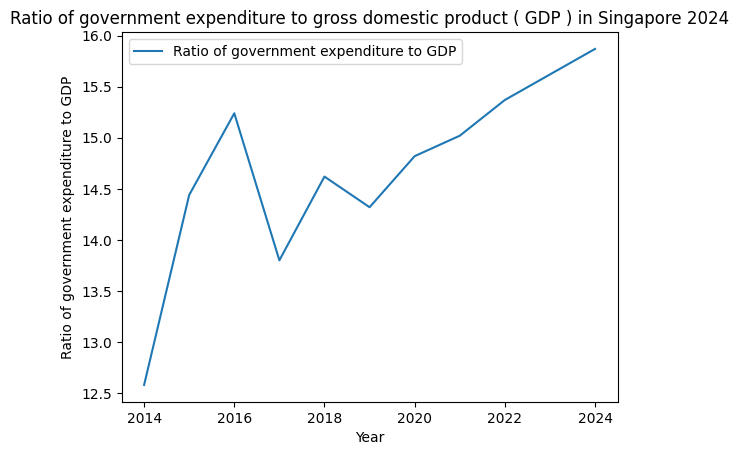 Ratio of government expenditure to gross domestic product ( GDP ) in Singapore 2024
Ratio of government expenditure to GDP
Ratio of government expenditure to GDP
16.0
15.5
15.0
14.5
14.0
13.5
13.0
12.5
2014 2016 2018 2020 2022 2024
Year